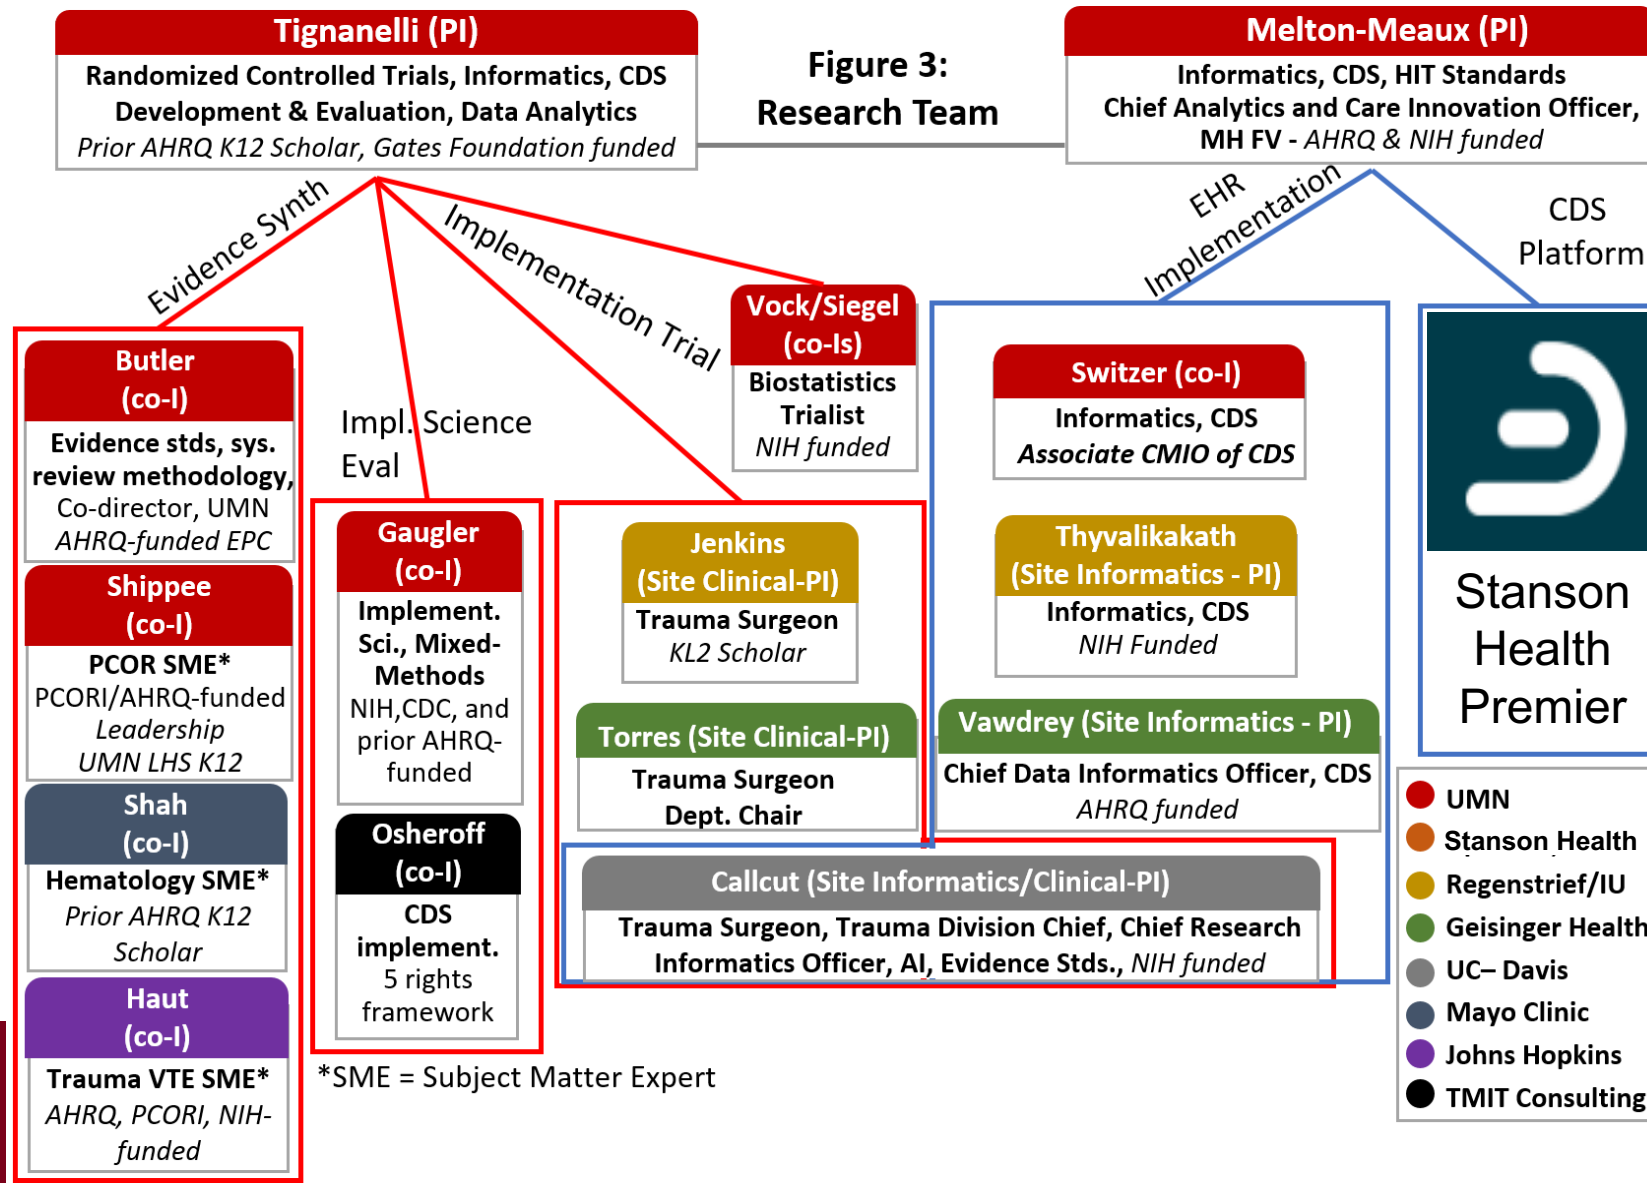 Tignanelli (PI)
Randomized Controlled Trials, Informatics, CDS
Development & Evaluation, Data Analytics
Prior AHRQ K12 Scholar, Gates Foundation funded
Figure 3:
Research Team
Melton-Meaux (PI)
Informatics, CDS, HIT Standards
Chief Analytics and Care Innovation Officer,
MH FV - AHRQ & NIH funded
Evidence Synth
Implementation Trial
Impl. Science
Eval
EHR
Implementation
CDS
Platform
Butler
(co-I)
Evidence stds, sys.
review methodology,
Co-director, UMN
AHRQ-funded EPC
Shippee
(co-I)
PCOR SME*
PCORI/AHRQ-funded
Leadership
UMN LHS K12
Shah
(co-I)
Hematology SME*
Prior AHRQ K12
Scholar
Haut
(co-I)
Trauma VTE SME*
AHRQ, PCORI, NIH-
funded
Gaugler
(co-I)
Implement.
Sci., Mixed-
Methods
NIH,CDC, and
prior AHRQ-
funded
Osheroff
(co-I)
CDS
implement.
5 rights
framework
*SME = Subject Matter Expert
Vock/Siegel
(co-Is)
Biostatistics
Trialist
NIH funded
Jenkins
(Site Clinical-PI)
Trauma Surgeon
KL2 Scholar
Torres (Site Clinical-PI)
Trauma Surgeon
Dept. Chair
Switzer (co-I)
Informatics, CDS
Associate CMIO of CDS
Thyvalikakath
(Site Informatics - PI)
Informatics, CDS
NIH Funded
Vawdrey (Site Informatics - PI)
Chief Data Informatics Officer, CDS
AHRQ funded
Callcut (Site Informatics/Clinical-PI)
Trauma Surgeon, Trauma Division Chief, Chief Research
Informatics Officer, AI, Evidence Stds., NIH funded
Stanson
Health
Premier
UMN
Stanson Health
Regenstrief/IU
Geisinger Health
UC– Davis
Mayo Clinic
Johns Hopkins
TMIT Consulting